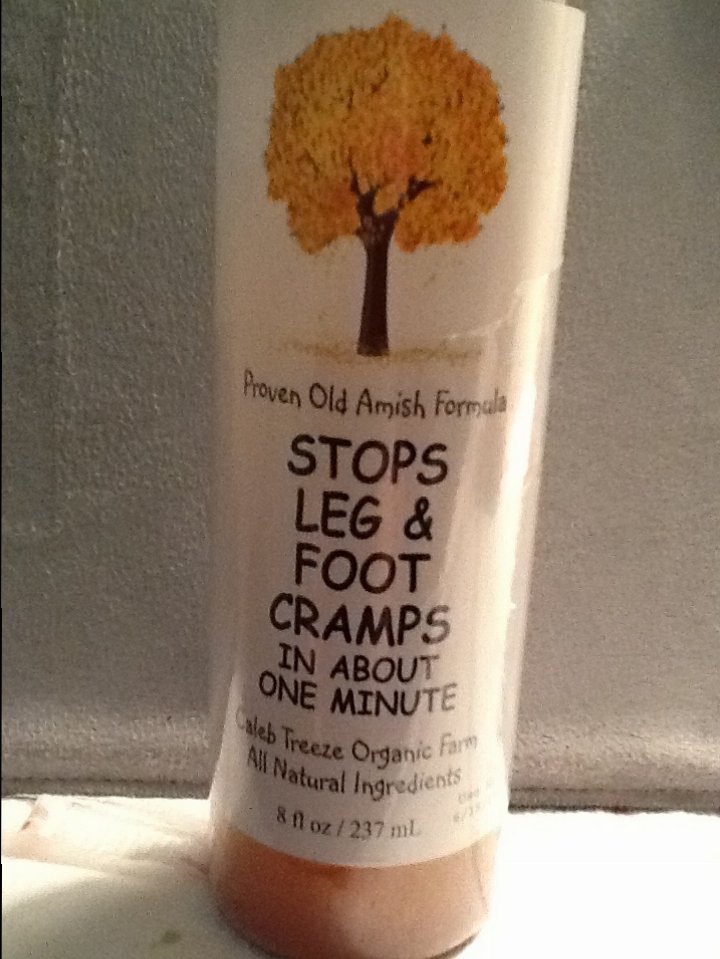 Proven Old Amish Formula
STOPS
LEG &
FOOT
CRAMPS
IN ABOUT
ONE MINUTE
Caleb Treeze Organic Farm
All Natural Ingredients
8 fl oz / 237 mL